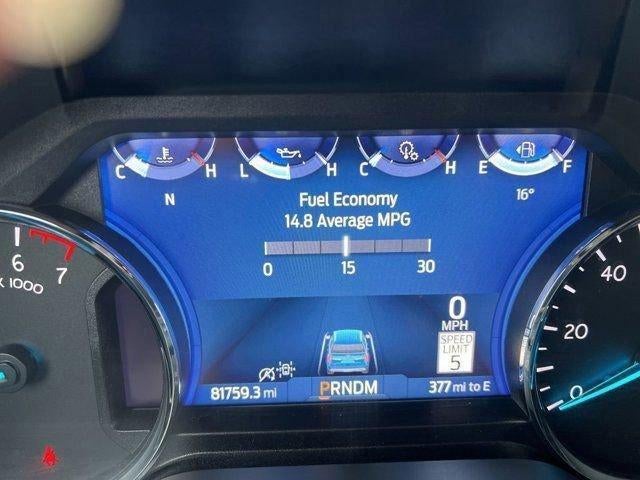 C H L H C H E F
N 16°
Fuel Economy
14.8 Average MPG
0 15 30
6 7
X 1000
40
20
0
0
MPH
SPEED
LIMIT
5
81759.3 mi PRNDM 377 mi to E